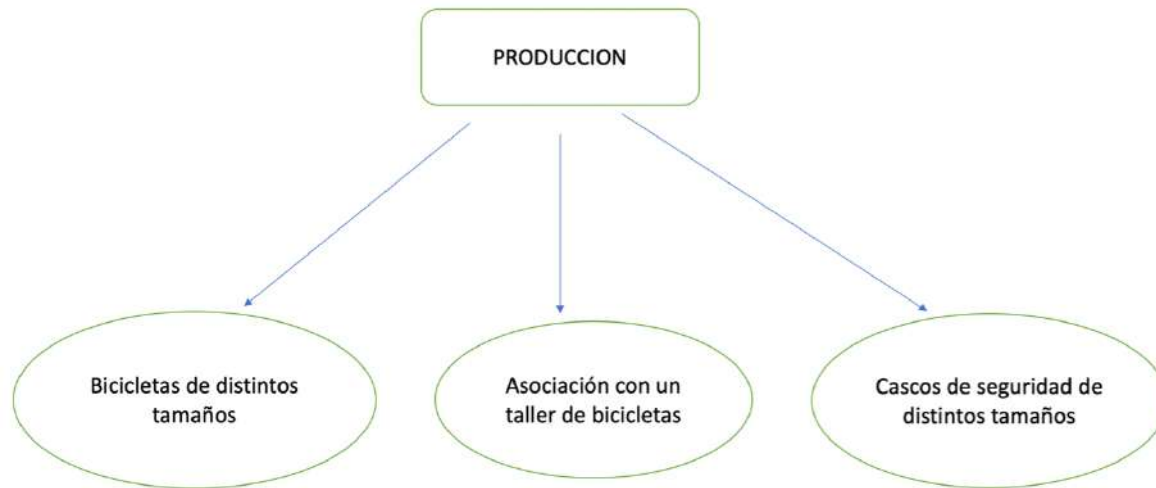 PRODUCCION
Bicicletas de distintos
tamaños
Asociación con un
taller de bicicletas
Cascos de seguridad de
distintos tamaños